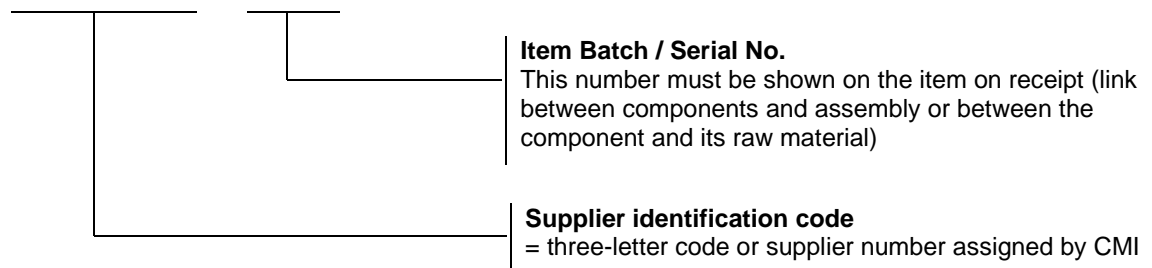 Item Batch / Serial No.
This number must be shown on the item on receipt (link
between components and assembly or between the
component and its raw material)
Supplier identification code
= three-letter code or supplier number assigned by CMI